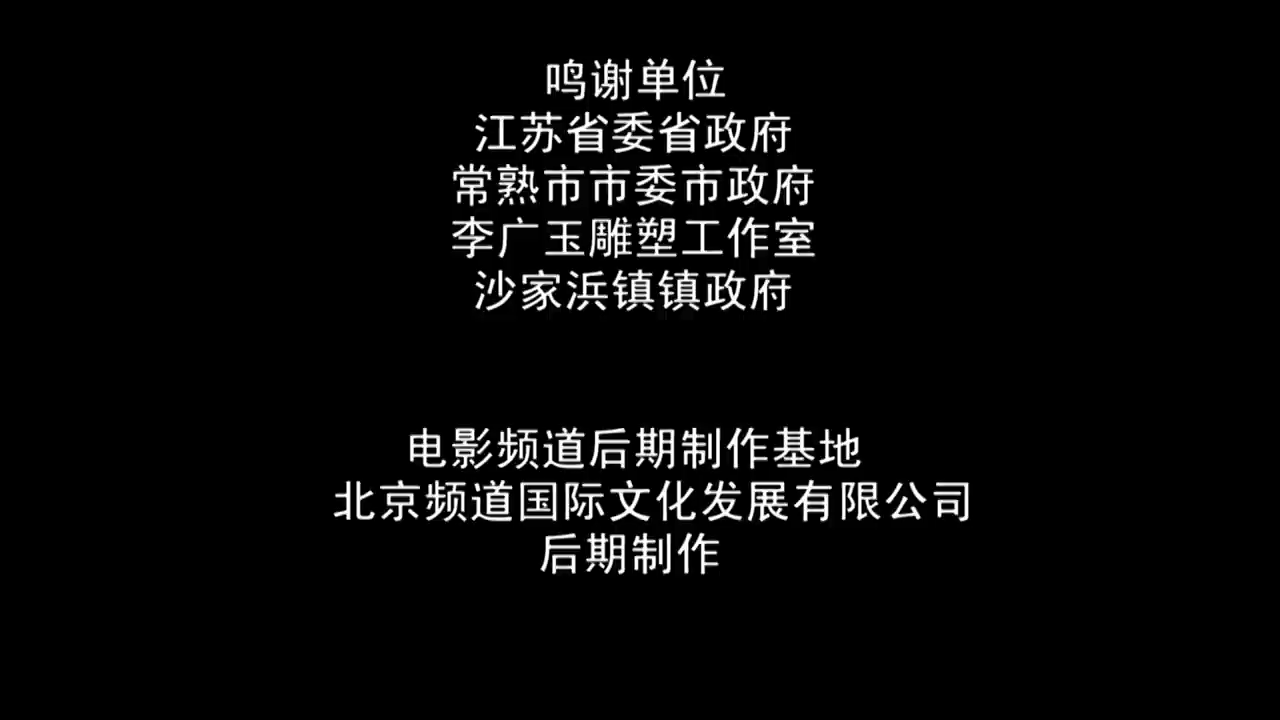 鸣谢单位
江苏省委省政府
常熟市市委市政府
李广玉雕塑工作室
沙家浜镇镇政府
电影频道后期制作基地
北京频道国际文化发展有限公司
后期制作